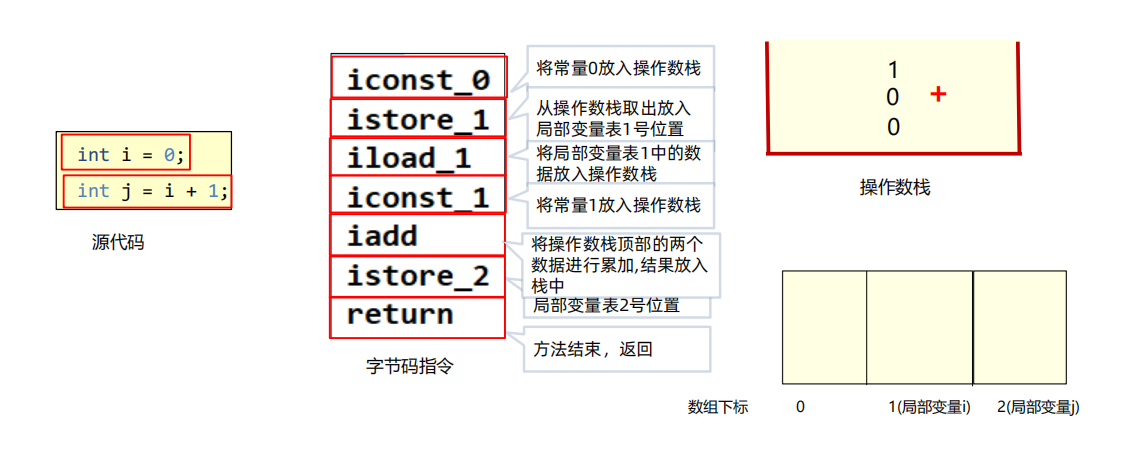 int i = 0;
int j = i + 1;
源代码
iconst_0
istore_1
iload_1
iconst_1
iadd
istore_2
return
字节码指令
将常量0放入操作数栈
从操作数栈取出放入
局部变量表1号位置
将局部变量表1中的数
据放入操作数栈
将常量1放入操作数栈
将操作数栈顶部的两个
数据进行累加,结果放入
栈中
局部变量表2号位置
方法结束，返回
1
0 +
0
操作数栈
数组下标 0 1(局部变量i) 2(局部变量j)